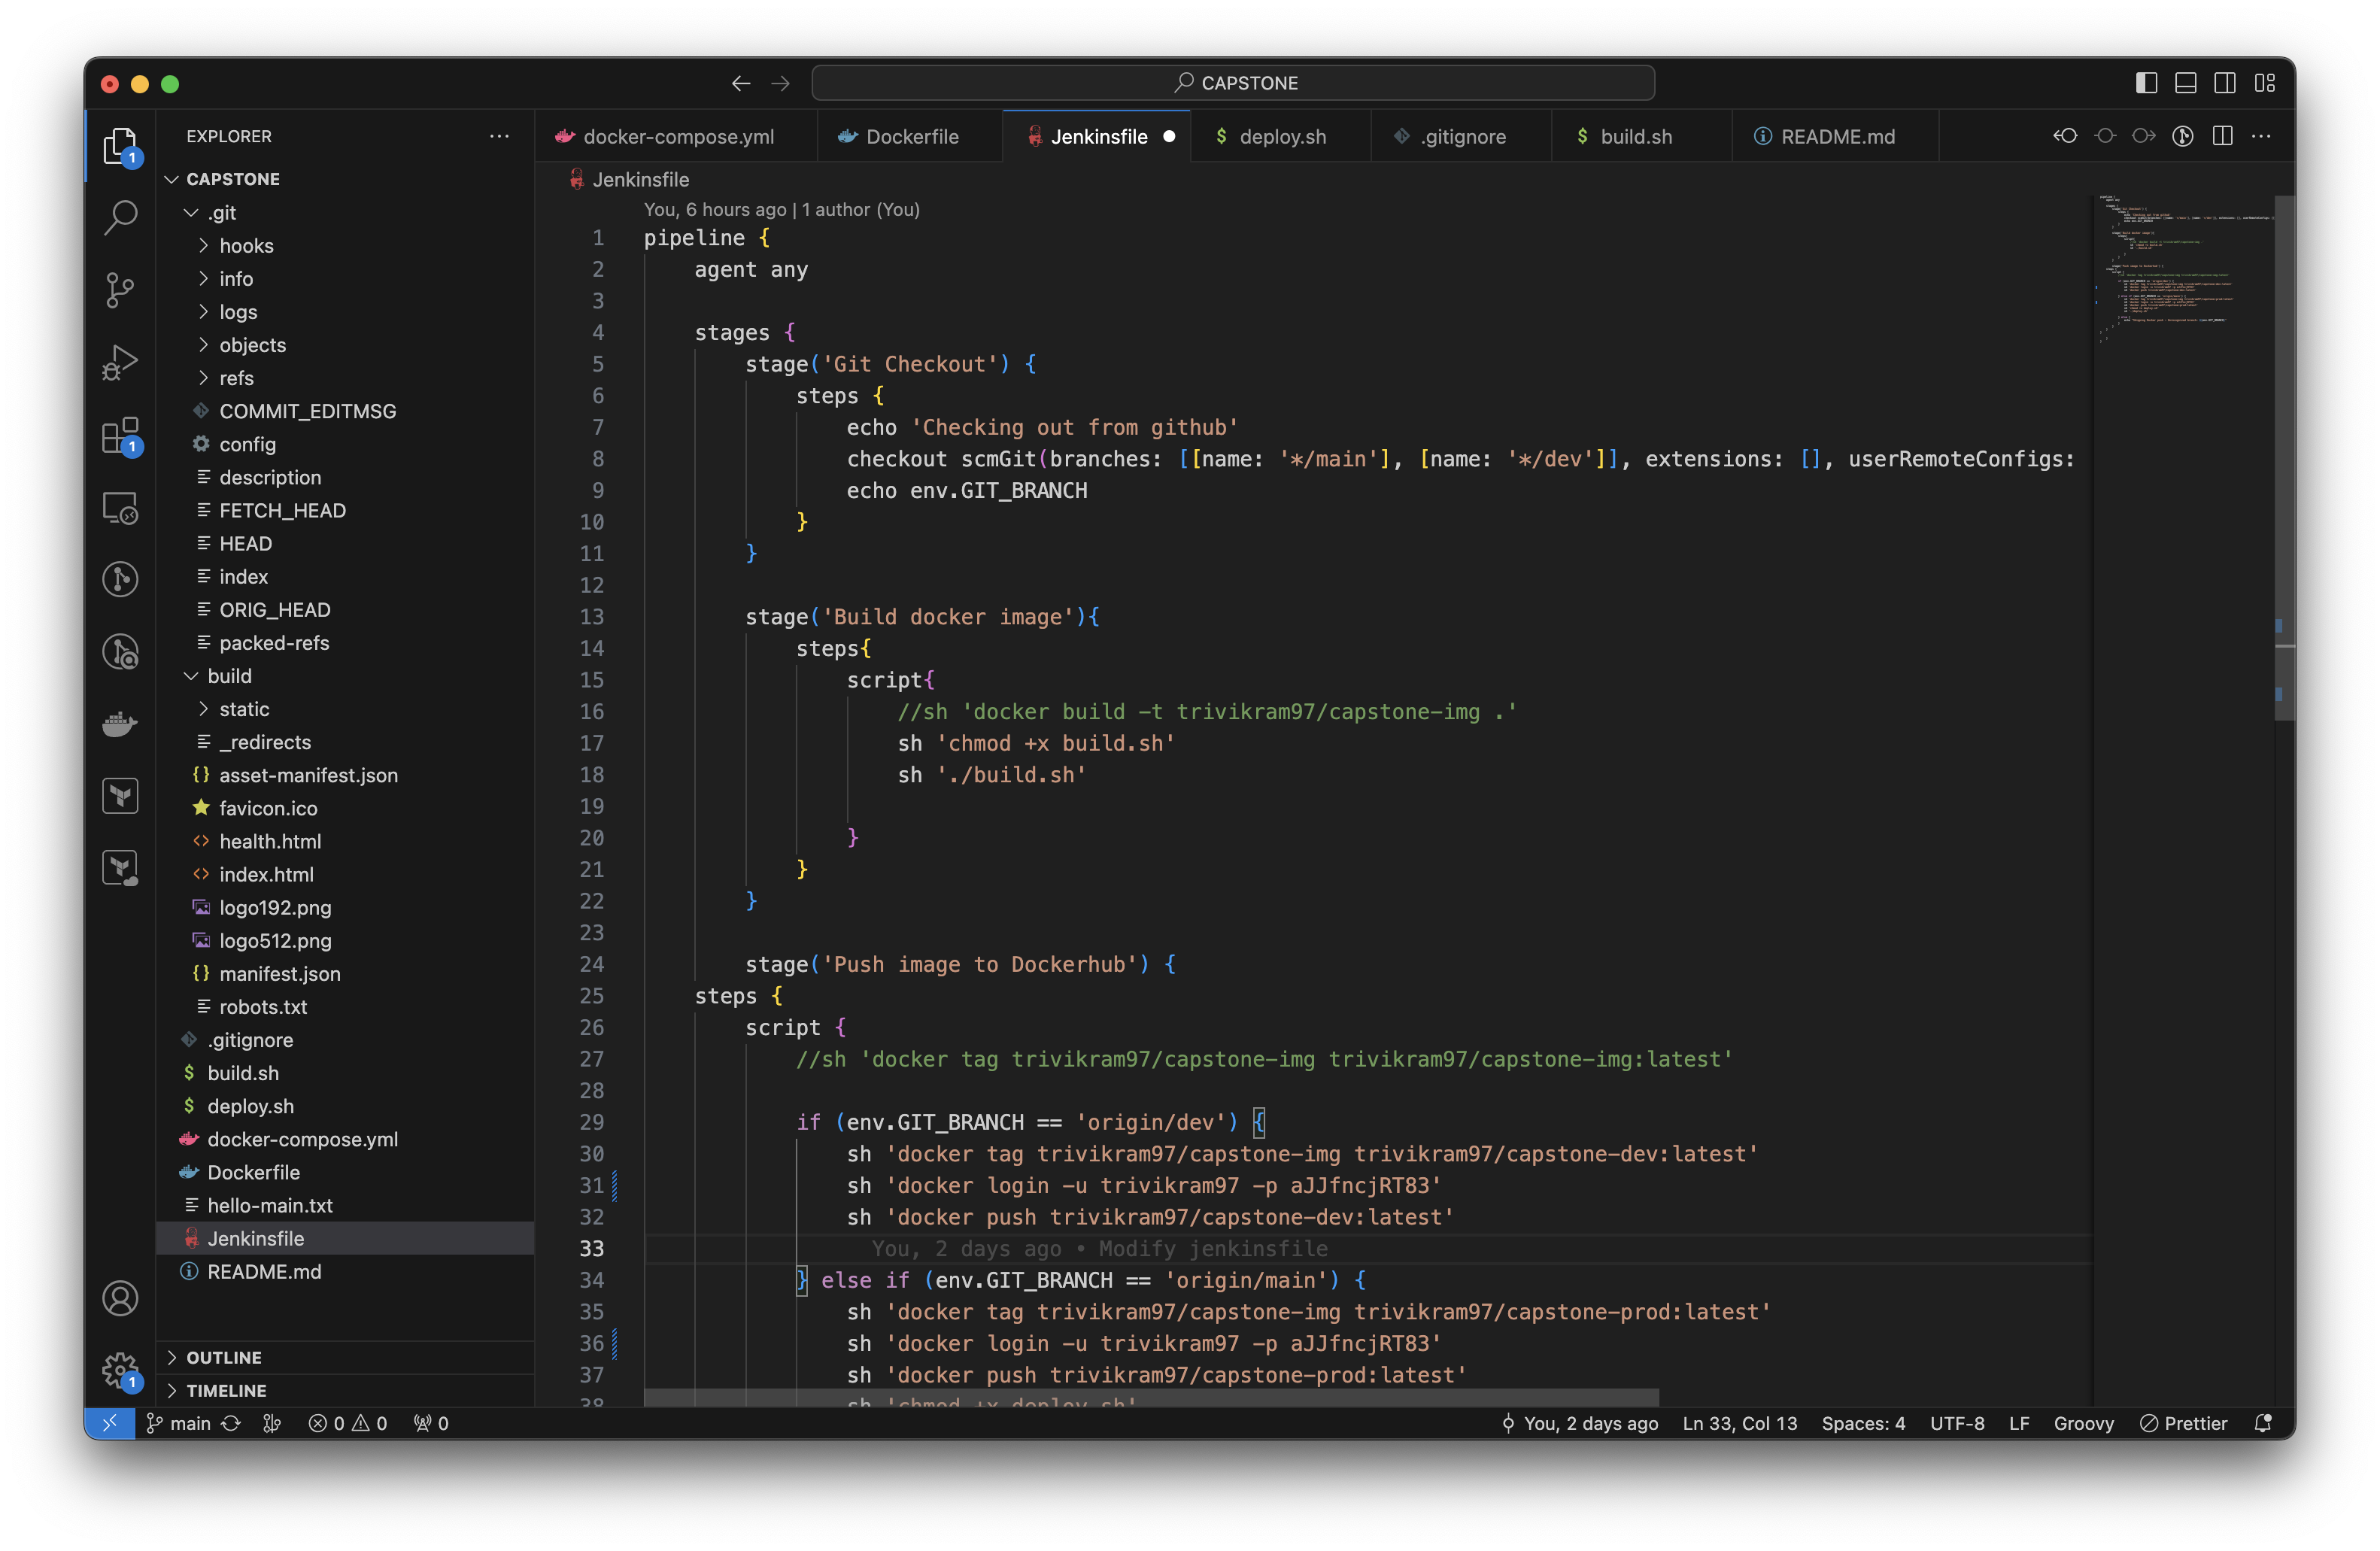 CAPSTONE
EXPLORER
docker-compose.yml
Dockerfile
Jenkinsfile
$ deploy.sh
.gitignore
$ build.sh
README.md
1
CAPSTONE
.git
hooks
info
logs
objects
refs
COMMIT_EDITMSG
config
description
FETCH_HEAD
HEAD
index
ORIG_HEAD
packed-refs
build
static
_redirects
{} asset-manifest.json
favicon.ico
<> health.html
<> index.html
logo192.png
logo512.png
{} manifest.json
robots.txt
.gitignore
$ build.sh
$ deploy.sh
docker-compose.yml
Dockerfile
hello-main.txt
Jenkinsfile
README.md
OUTLINE
TIMELINE
1
1
Jenkinsfile
You, 6 hours ago | 1 author (You)
1 pipeline {
2 agent any
3
4 stages {
5 stage('Git Checkout') {
6 steps {
7 echo 'Checking out from github'
8 checkout scmGit(branches: [[name: '*/main'], [name: '*/dev']], extensions: [], userRemoteConfigs:
9 echo env.GIT_BRANCH
10 }
11 }
12
13 stage('Build docker image'){
14 steps{
15 script{
16 //sh 'docker build -t trivikram97/capstone-img .'
17 sh 'chmod +x build.sh'
18 sh './build.sh'
19
20 }
21 }
22 }
23
24 stage('Push image to Dockerhub') {
25 steps {
26 script {
27 //sh 'docker tag trivikram97/capstone-img trivikram97/capstone-img:latest'
28
29 if (env.GIT_BRANCH == 'origin/dev') {
30 sh 'docker tag trivikram97/capstone-img trivikram97/capstone-dev:latest'
31 sh 'docker login -u trivikram97 -p aJJfncjRT83'
32 sh 'docker push trivikram97/capstone-dev:latest'
33 You, 2 days ago • Modify jenkinsfile
34 } else if (env.GIT_BRANCH == 'origin/main') {
35 sh 'docker tag trivikram97/capstone-img trivikram97/capstone-prod:latest'
36 sh 'docker login -u trivikram97 -p aJJfncjRT83'
37 sh 'docker push trivikram97/capstone-prod:latest'
38 sh 'chmod +x deploy.sh'
main
0
0
0
You, 2 days ago
Ln 33, Col 13
Spaces: 4
UTF-8
LF
Groovy
Prettier